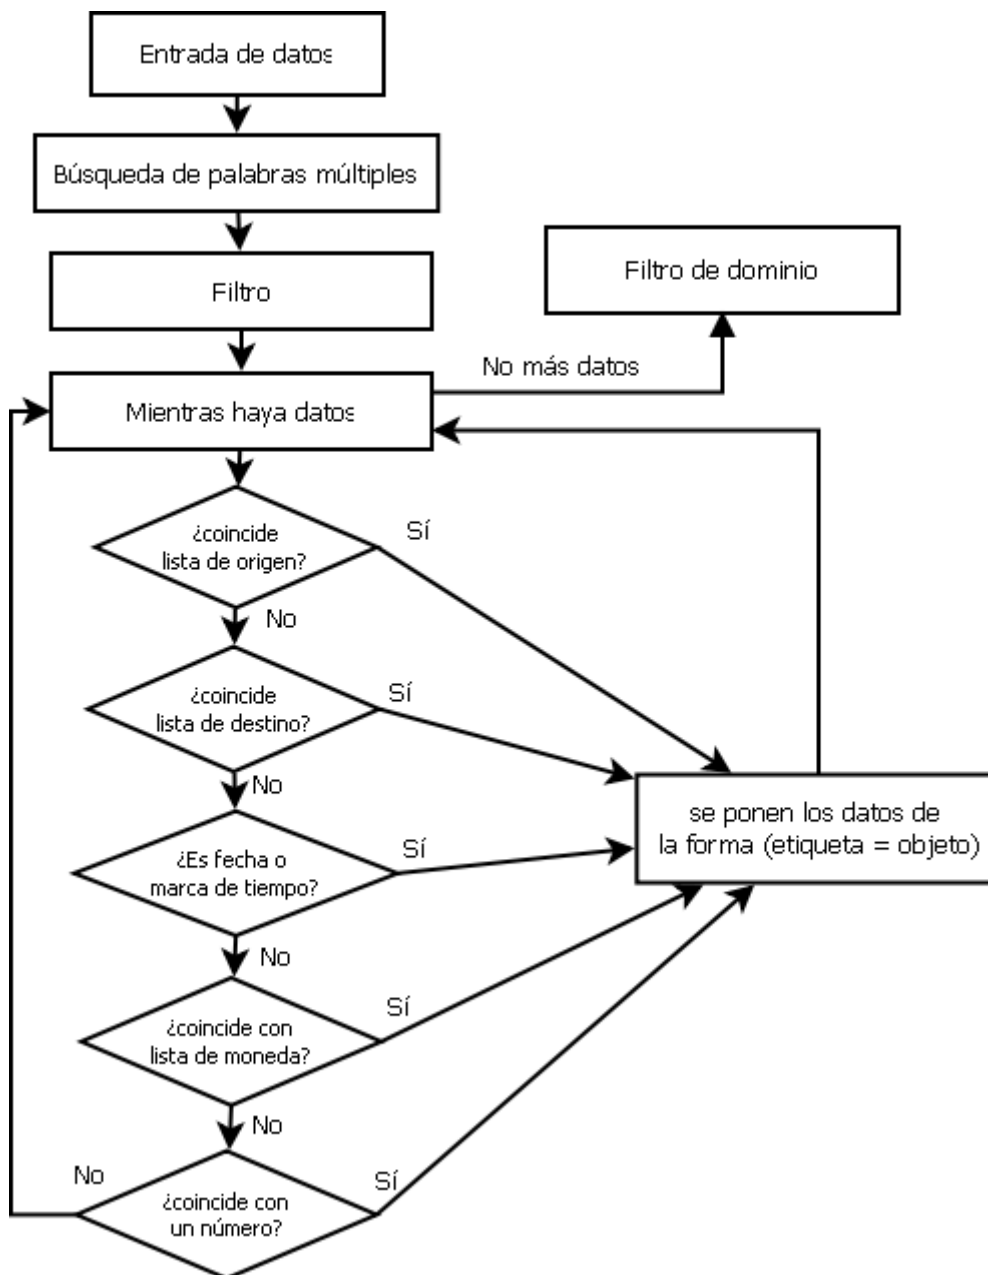 Entrada de datos
Búsqueda de palabras múltiples
Filtro
Filtro de dominio
No más datos
Mientras haya datos
¿coincide
lista de origen?
Sí
No
¿coincide
lista de destino?
Sí
No
se ponen los datos de
la forma (etiqueta = objeto)
¿Es fecha o
marca de tiempo?
Sí
No
¿coincide con
lista de moneda?
Sí
No
¿coincide con
un número?
No
Sí